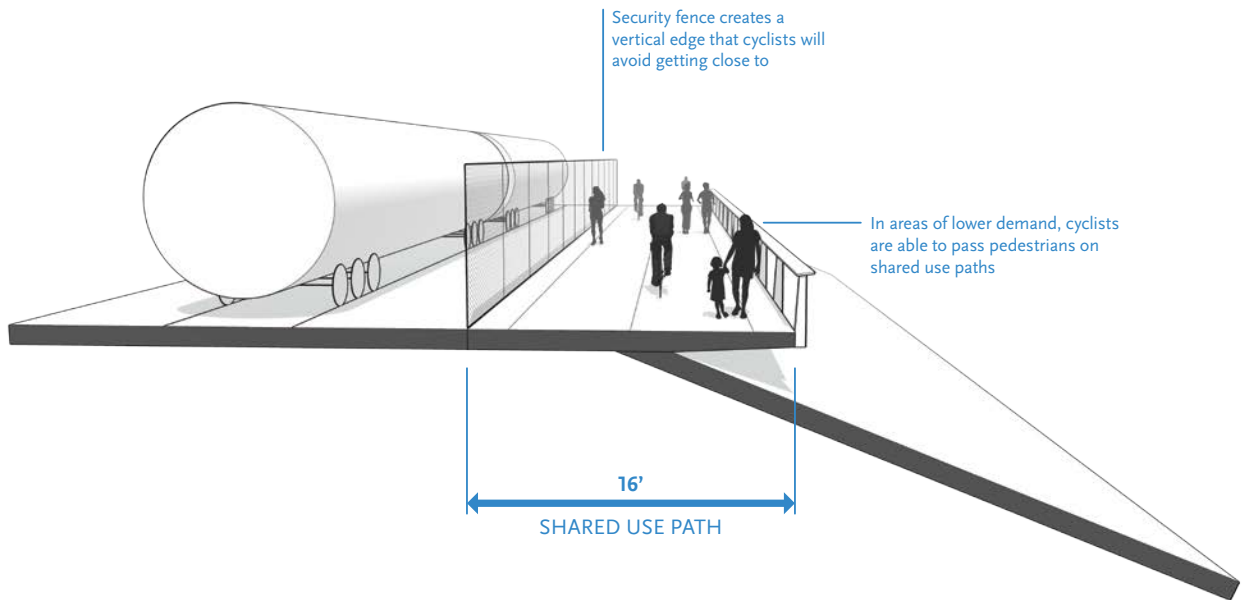 Security fence creates a
vertical edge that cyclists will
avoid getting close to
In areas of lower demand, cyclists
are able to pass pedestrians on
shared use paths
16’
SHARED USE PATH